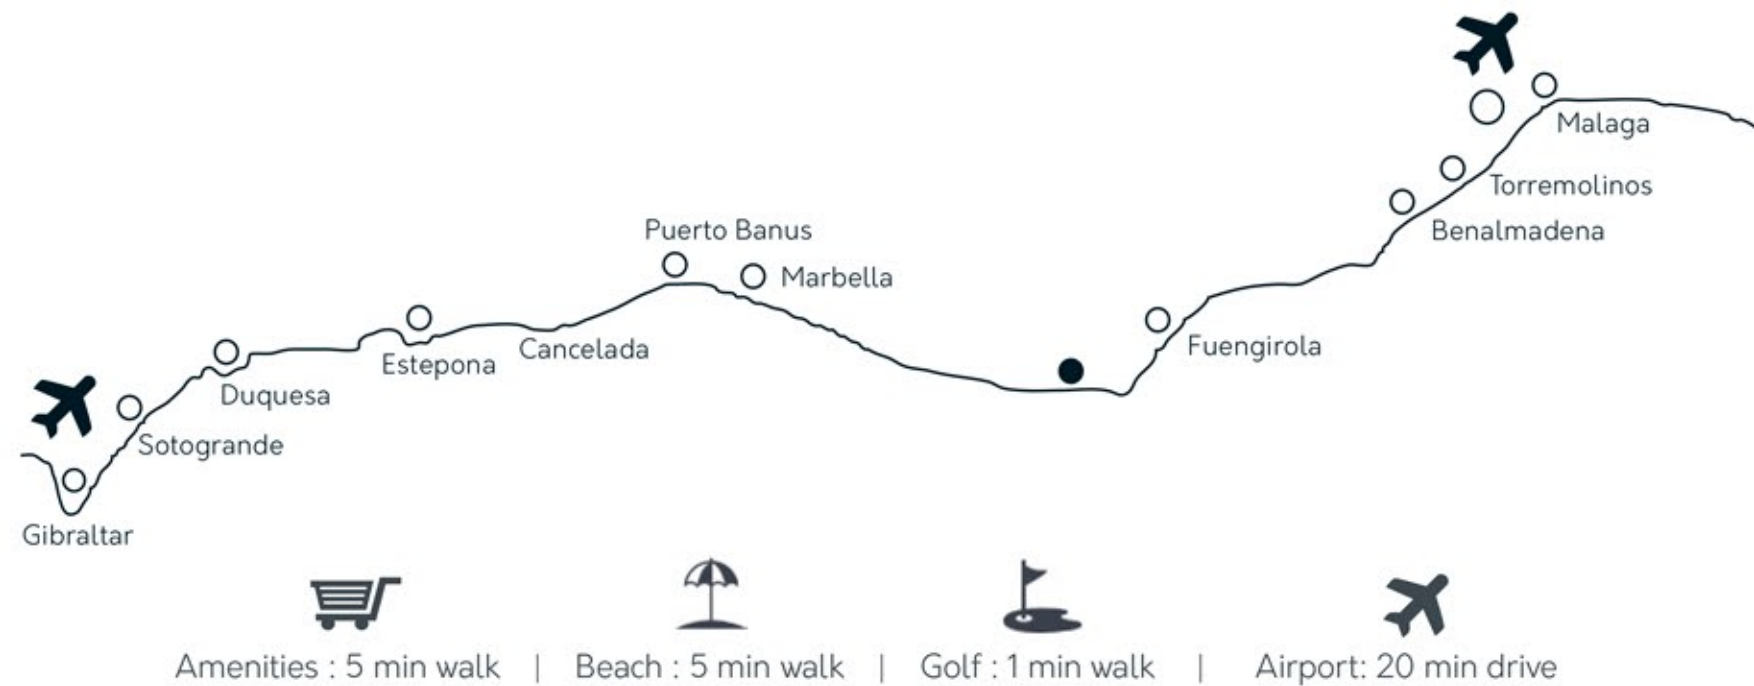 Malaga
Torremolinos
Benalmadena
Puerto Banus
Marbella
Fuengirola
Cancelada
Estepona
Duquesa
Sotogrande
Gibraltar
Amenities : 5 min walk | Beach : 5 min walk | Golf : 1 min walk | Airport: 20 min drive